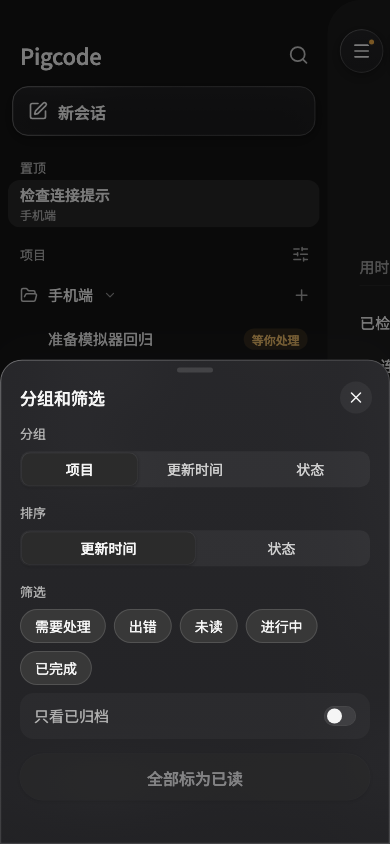 Pigcode
新会话
置顶
检查连接提示
手机端
项目
手机端
用时
已检
准备模拟器回归
等你处理
分组和筛选
分组
项目
更新时间
状态
排序
更新时间
状态
筛选
需要处理
出错
未读
进行中
已完成
只看已归档
全部标为已读